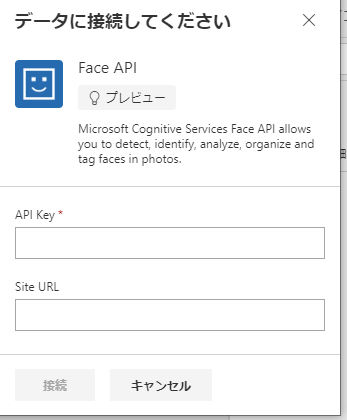 データに接続してください
Face API
プレビュー
Microsoft Cognitive Services Face API allows
you to detect, identify, analyze, organize and
tag faces in photos.
API Key *
Site URL
接続
キャンセル